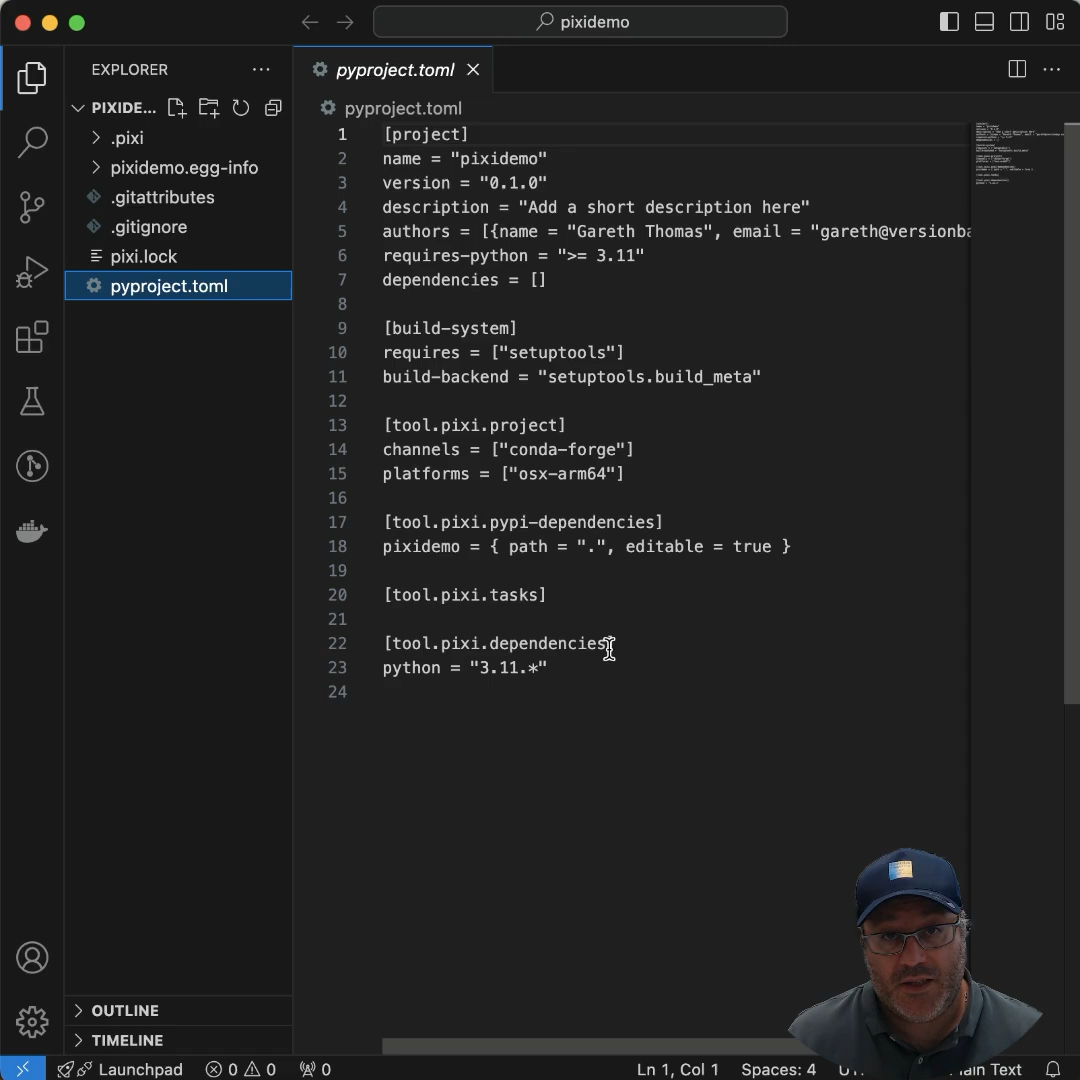 pixidemo
EXPLORER
PIXIDE...
.pixi
pixidemo.egg-info
.gitattributes
.gitignore
pixi.lock
pyproject.toml
OUTLINE
TIMELINE
pyproject.toml
pyproject.toml
1 [project]
2 name = "pixidemo"
3 version = "0.1.0"
4 description = "Add a short description here"
5 authors = [{name = "Gareth Thomas", email = "gareth@versionba
6 requires-python = ">= 3.11"
7 dependencies = []
8
9 [build-system]
10 requires = ["setuptools"]
11 build-backend = "setuptools.build_meta"
12
13 [tool.pixi.project]
14 channels = ["conda-forge"]
15 platforms = ["osx-arm64"]
16
17 [tool.pixi.pypi-dependencies]
18 pixidemo = { path = ".", editable = true }
19
20 [tool.pixi.tasks]
21
22 [tool.pixi.dependencies]
23 python = "3.11.*"
24
Launchpad 0 0 0 Ln 1, Col 1 Spaces: 4 Text